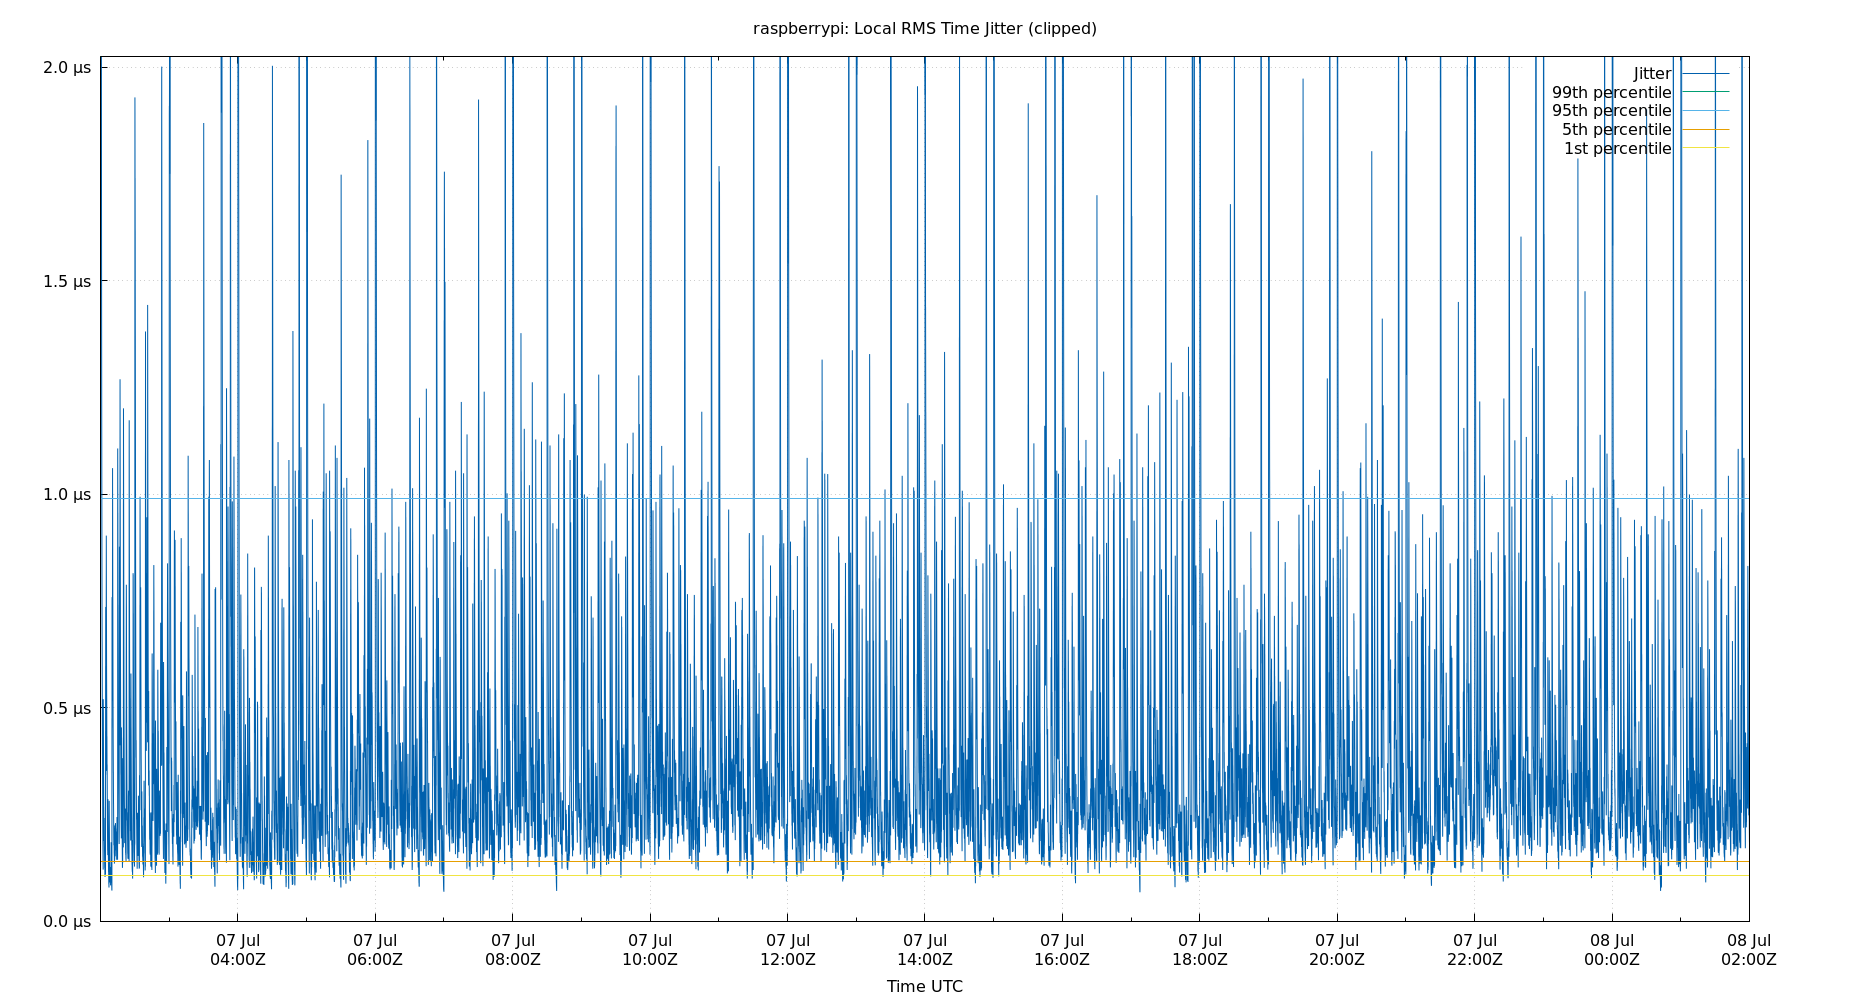 raspberrypi: Local RMS Time Jitter (clipped)
2.0 µs
1.5 µs
1.0 µs
0.5 µs
0.0 µs
Jitter
99th percentile
95th percentile
5th percentile
1st percentile
07 Jul 07 Jul 07 Jul 07 Jul 07 Jul 07 Jul 07 Jul 07 Jul 07 Jul 07 Jul 08 Jul 08 Jul
04:00Z 06:00Z 08:00Z 10:00Z 12:00Z 14:00Z 16:00Z 18:00Z 20:00Z 22:00Z 00:00Z 02:00Z
Time UTC